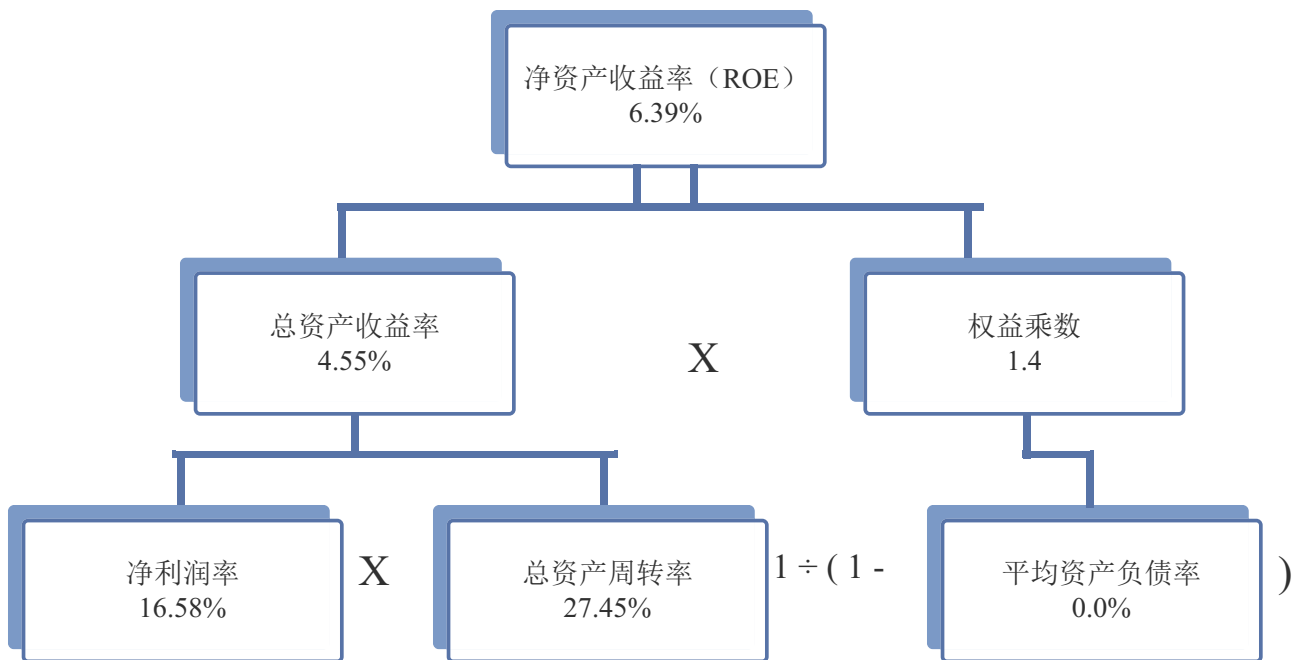 净资产收益率（ROE）
6.39%
总资产收益率
4.55%
X
权益乘数
1.4
净利润率
16.58%
X
总资产周转率
27.45%
1 ÷ ( 1 -
平均资产负债率
0.0%
)